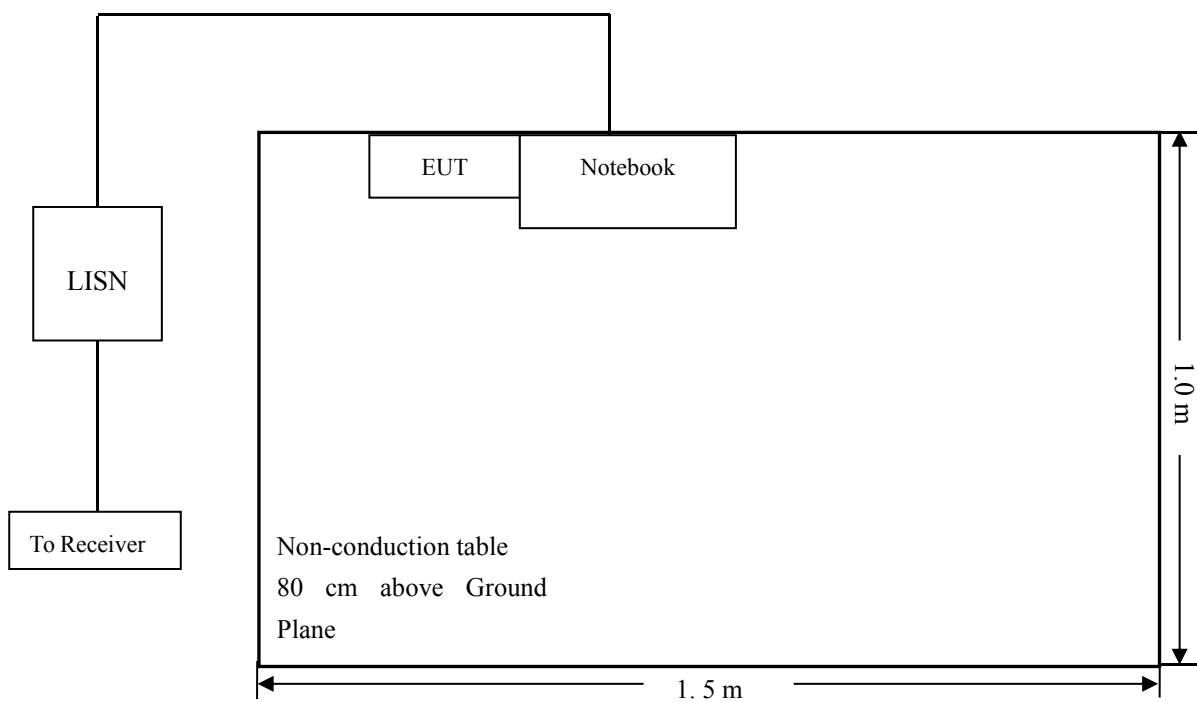 EUT
Notebook
LISN
1.0 m
To Receiver
Non-conduction table
80 cm above Ground
Plane
1. 5 m